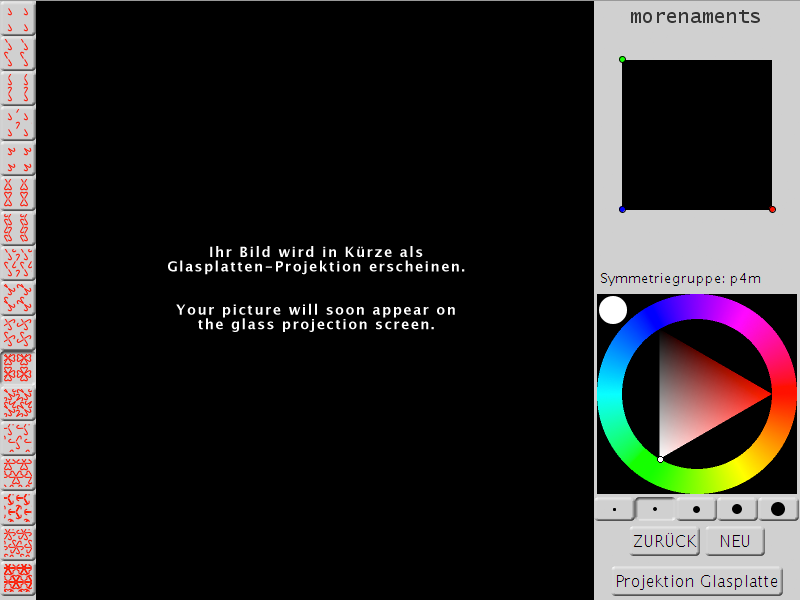 morenaments
Ihr Bild wird in Kürze als
Glasplatten-Projektion erscheinen.
Your picture will soon appear on
the glass projection screen.
Symmetriegruppe: p4m
ZURÜCK
NEU
Projektion Glasplatte